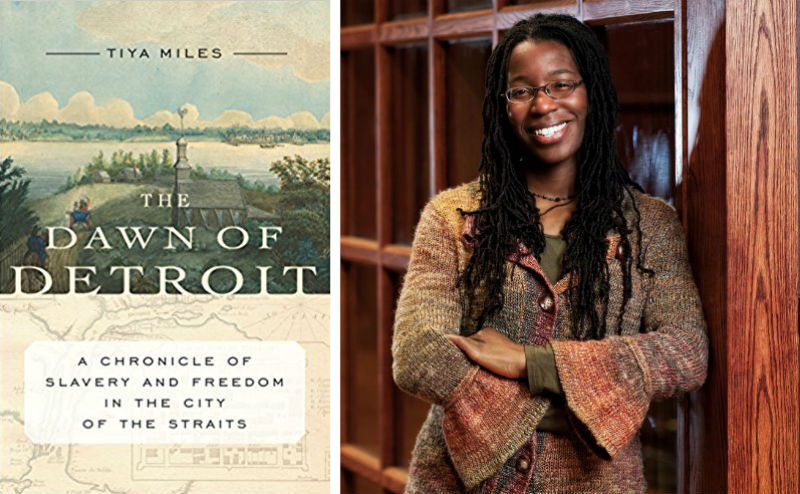 TIYA MILES
THE
DAWN OF
DETROIT
A CHRONICLE OF
SLAVERY AND FREEDOM
IN THE CITY
OF THE STRAITS